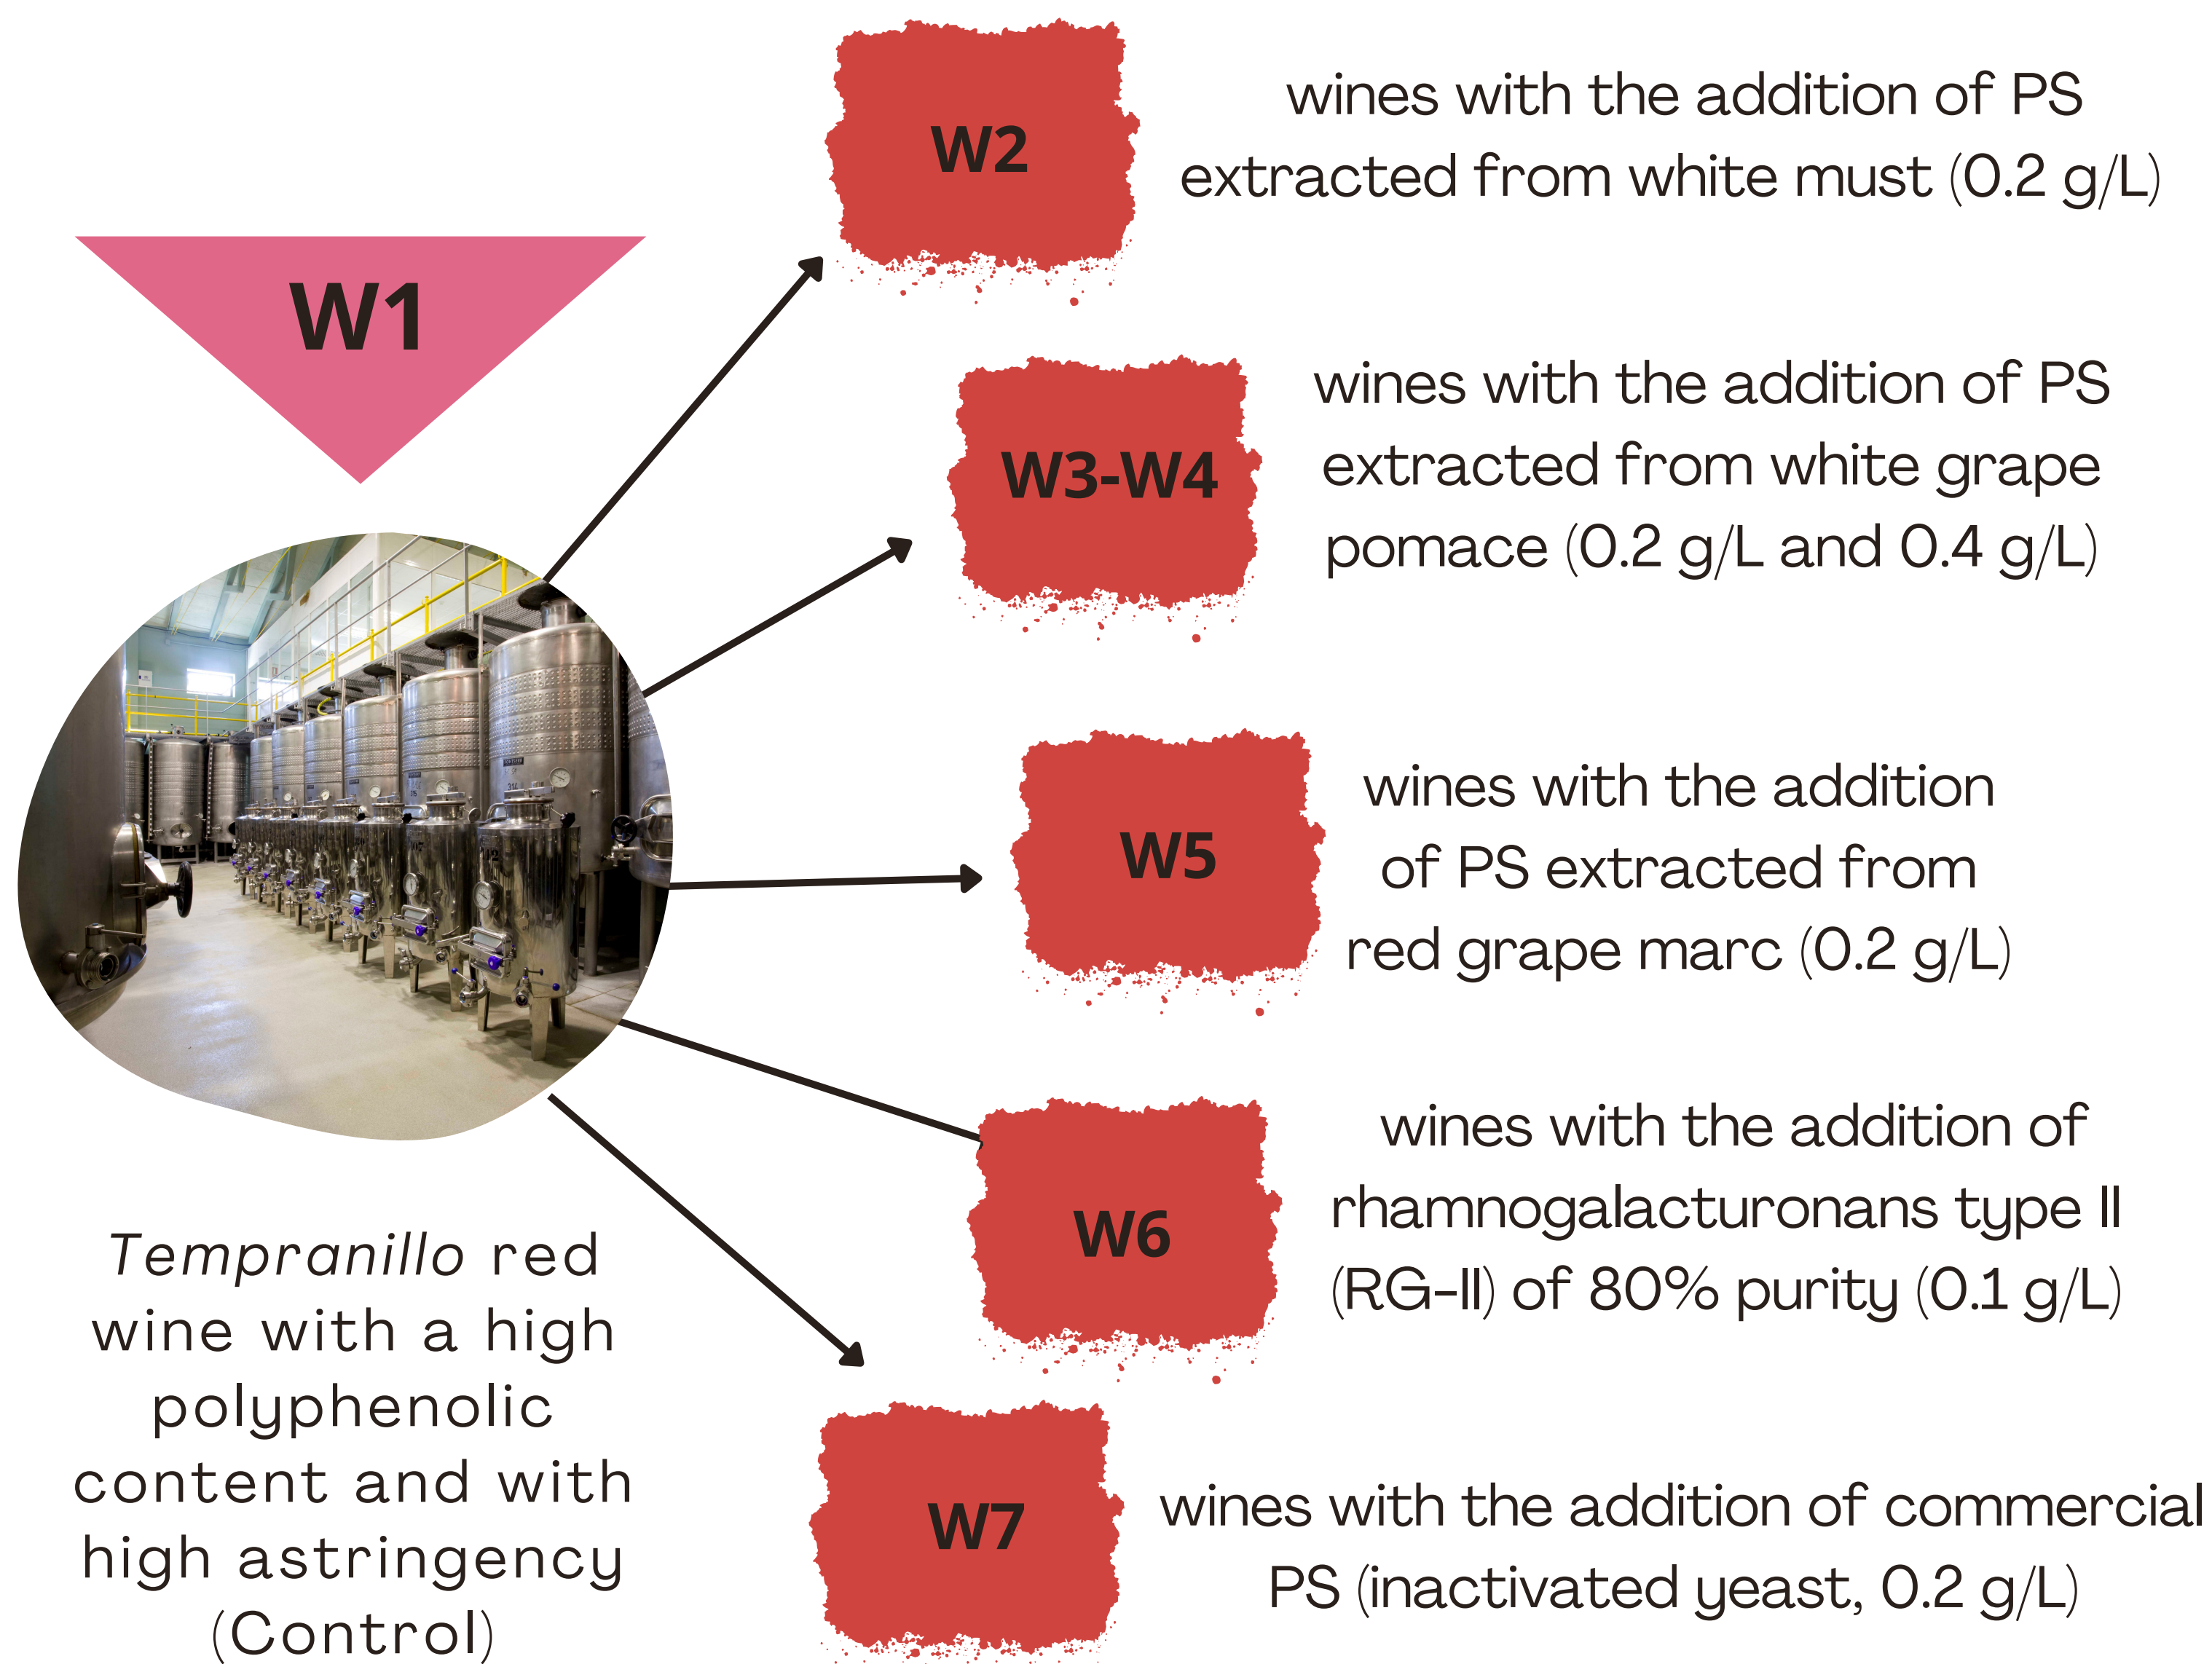 W1
Tempranillo red
wine with a high
polyphenolic
content and with
high astringency
(Control)
W2
wines with the addition of PS
extracted from white must (0.2 g/L)
W3-W4
wines with the addition of PS
extracted from white grape
pomace (0.2 g/L and 0.4 g/L)
W5
wines with the addition
of PS extracted from
red grape marc (0.2 g/L)
W6
wines with the addition of
rhamnogalacturonans type II
(RG-II) of 80% purity (0.1 g/L)
W7
wines with the addition of commercial
PS (inactivated yeast, 0.2 g/L)